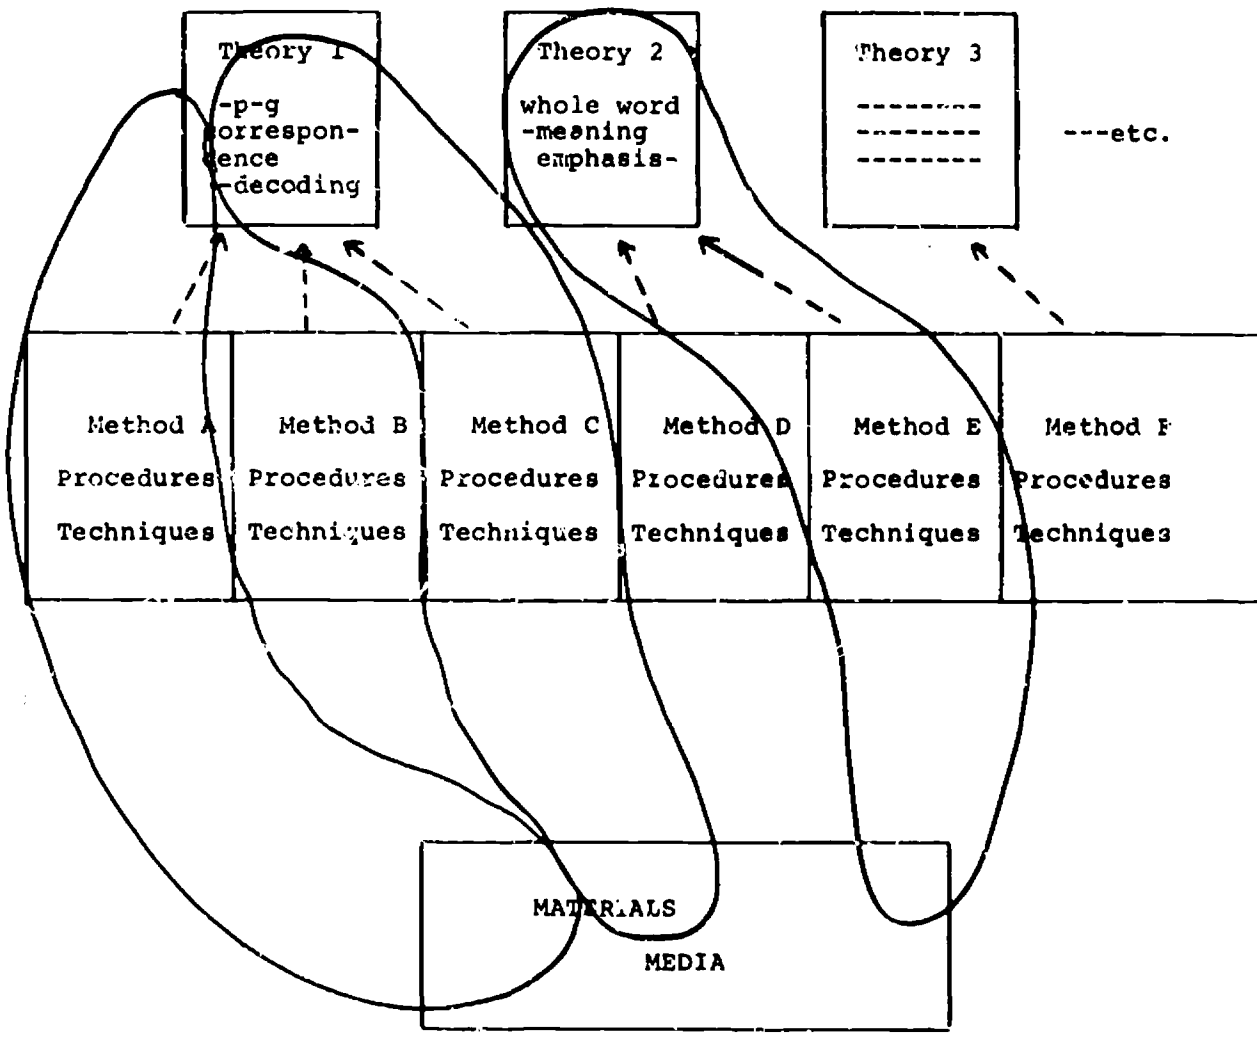 Theory 1
-p-g
correspon-
dence
-decoding
Theory 2
whole word
-meaning
emphasis-
Theory 3
---etc.
Method A
Procedures
Techniques
Method B
Procedures
Techniques
Method C
Procedures
Techniques
Method D
Procedures
Techniques
Method E
Procedures
Techniques
Method F
Procedures
Techniques
MATERIALS
MEDIA